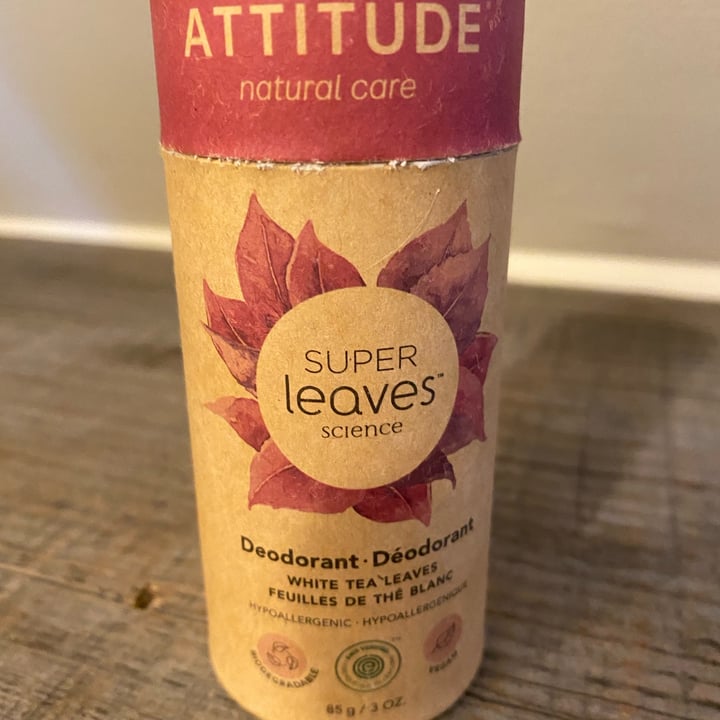 ATTITUDE
natural care
SUPER
leaves™
science
Deodorant · Déodorant
WHITE TEA LEAVES
FEUILLES DE THÉ BLANC
HYPOALLERGENIC · HYPOALLERGÉNIQUE
BIODEGRADABLE
VEGAN
85 g / 3 OZ.